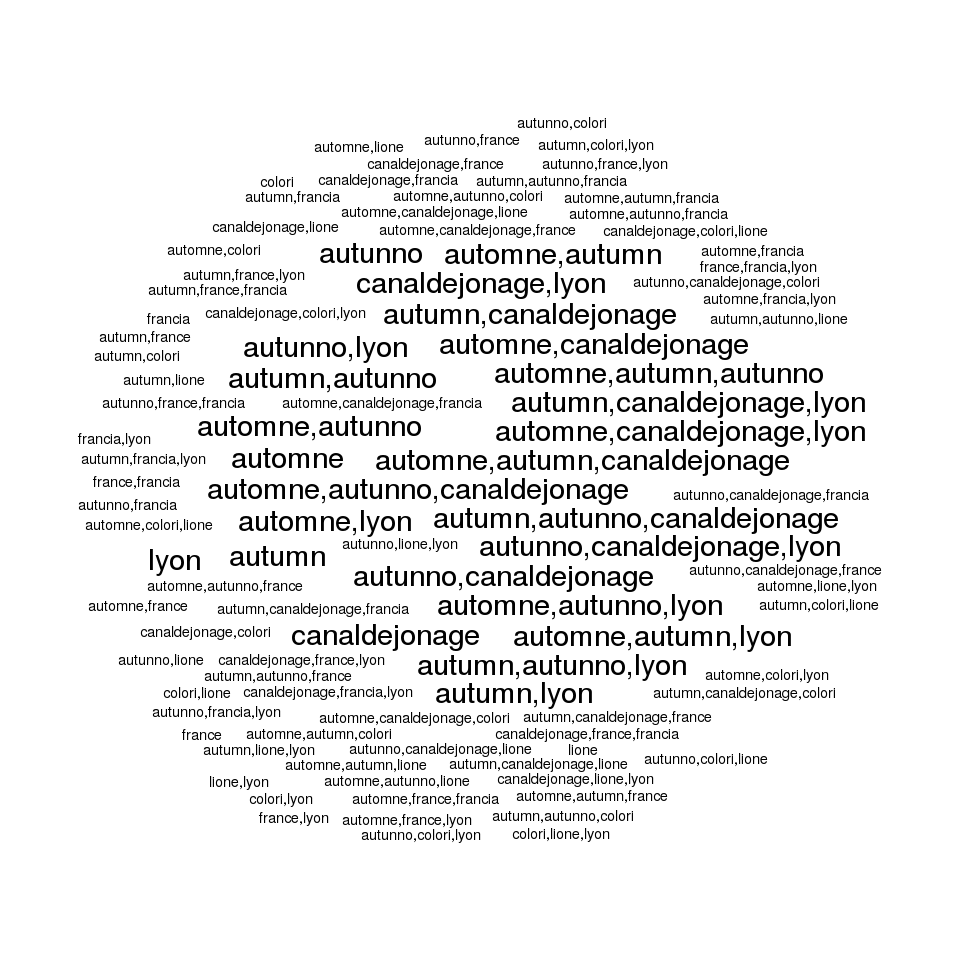 autunno,colori
automne,lione autunno,france autumn,colori,lyon
canaldejonage,france autunno,france,lyon
colori canaldejonage,francia autumn,autunno,francia
autumn,francia automne,autunno,colori automne,autumn,francia
automne,canaldejonage,lione automne,autunno,francia
canaldejonage,lione automne,canaldejonage,france canaldejonage,colori,lione
automne,colori autunno automne,autumn automne,francia
france,francia,lyon
autumn,france,lyon canaldejonage,lyon autunno,canaldejonage,colori
autumn,france,francia automne,francia,lyon
francia canaldejonage,colori,lyon autumn,canaldejonage autumn,autunno,lione
autumn,france autunno,lyon automne,canaldejonage
autumn,colori
autumn,lione autumn,autunno automne,autumn,autunno
autunno,france,francia automne,canaldejonage,francia autumn,canaldejonage,lyon
francia,lyon automne,autunno automne,canaldejonage,lyon
autumn,francia,lyon automne automne,autumn,canaldejonage
france,francia automne,autunno,canaldejonage autunno,canaldejonage,francia
autunno,francia
automne,colori,lione automne,lyon autumn,autunno,canaldejonage
lyon autumn autunno,lione,lyon autunno,canaldejonage,lyon
automne,autunno,france autunno,canaldejonage autunno,canaldejonage,france
automne,lione,lyon
automne,france autumn,canaldejonage,francia automne,autunno,lyon autumn,colori,lione
canaldejonage,colori canaldejonage automne,autumn,lyon
autunno,lione canaldejonage,france,lyon autumn,autunno,lyon
autumn,autunno,france automne,colori,lyon
colori,lione canaldejonage,francia,lyon autumn,lyon autumn,canaldejonage,colori
autunno,francia,lyon automne,canaldejonage,colori autumn,canaldejonage,france
france automne,autumn,colori canaldejonage,france,francia
autumn,lione,lyon autunno,canaldejonage,lione lione
automne,autumn,lione autumn,canaldejonage,lione autunno,colori,lione
lione,lyon automne,autunno,lione canaldejonage,lione,lyon
colori,lyon automne,france,francia automne,autumn,france
france,lyon automne,france,lyon autumn,autunno,colori
autunno,colori,lyon colori,lione,lyon